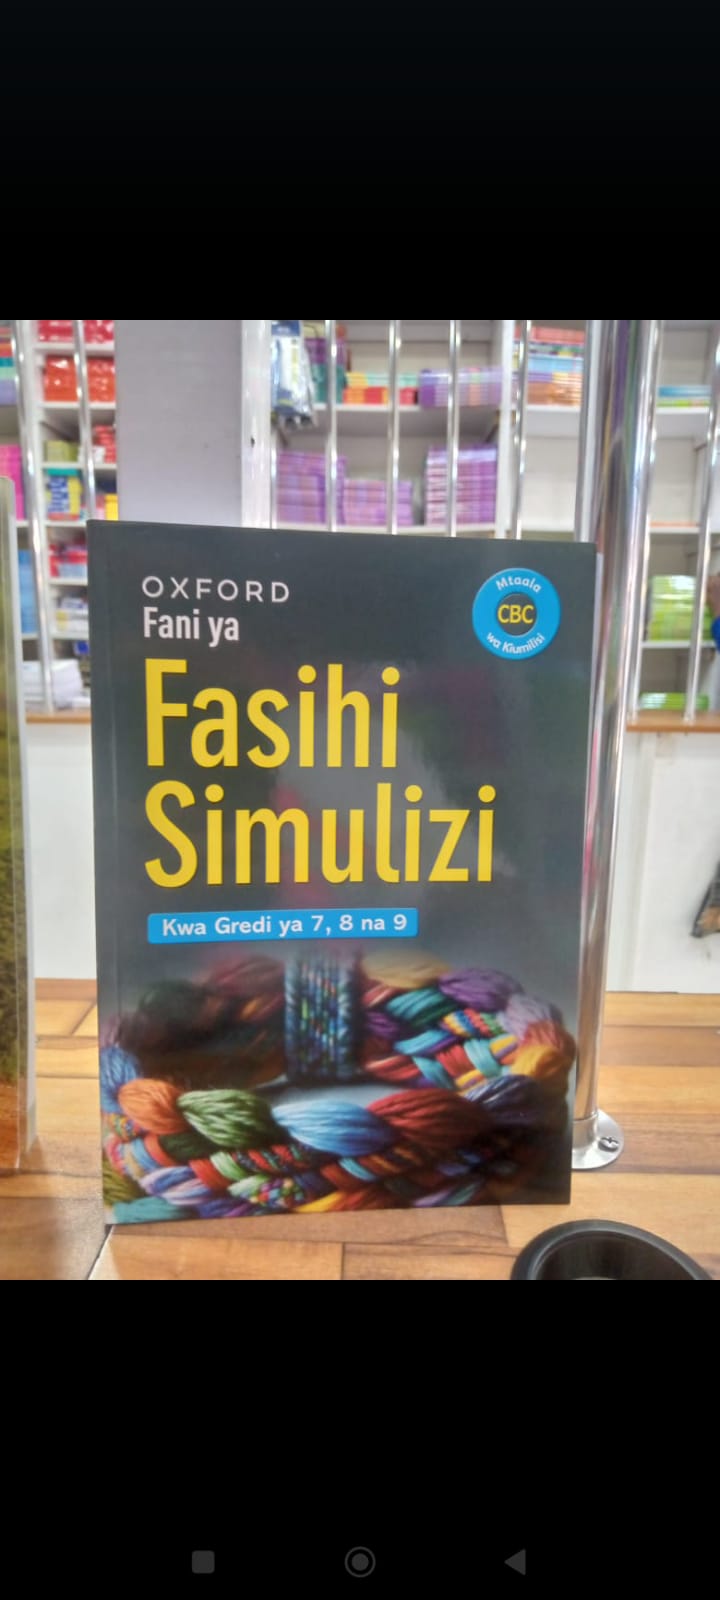 OXFORD
Fani ya
Fasihi
Simulizi
Mtaala
CBC
wa Kiumilisi
Kwa Gredi ya 7, 8 na 9